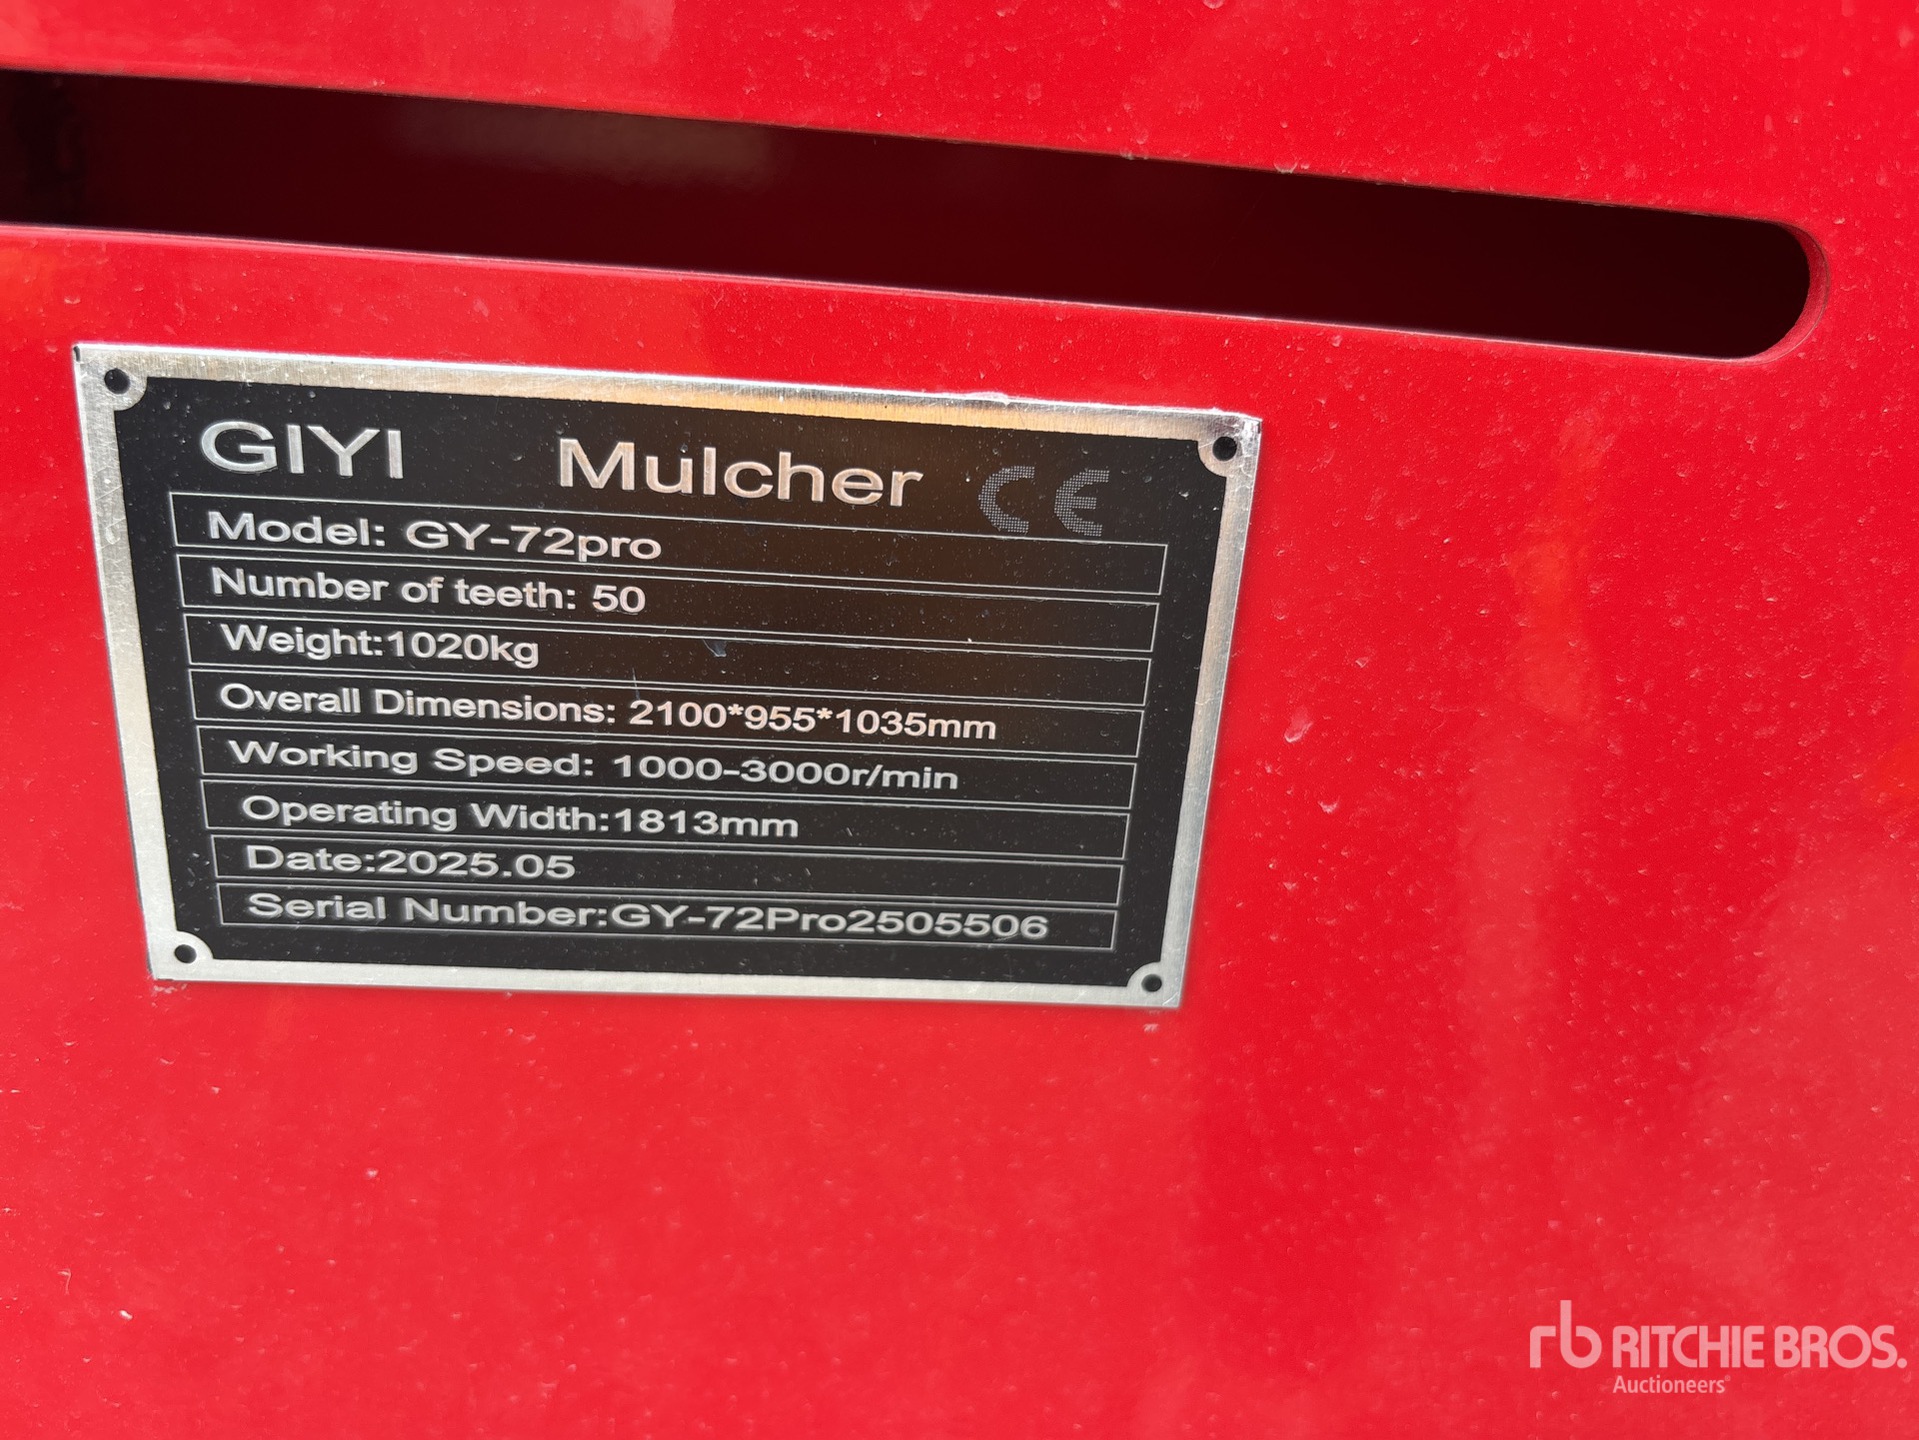 GIYI Mulcher CE
Model: GY-72pro
Number of teeth: 50
Weight:1020kg
Overall Dimensions: 2100*955*1035mm
Working Speed: 1000-3000r/min
Operating Width:1813mm
Date:2025.05
Serial Number:GY-72Pro2505506
rb RITCHIE BROS.
Auctioneers